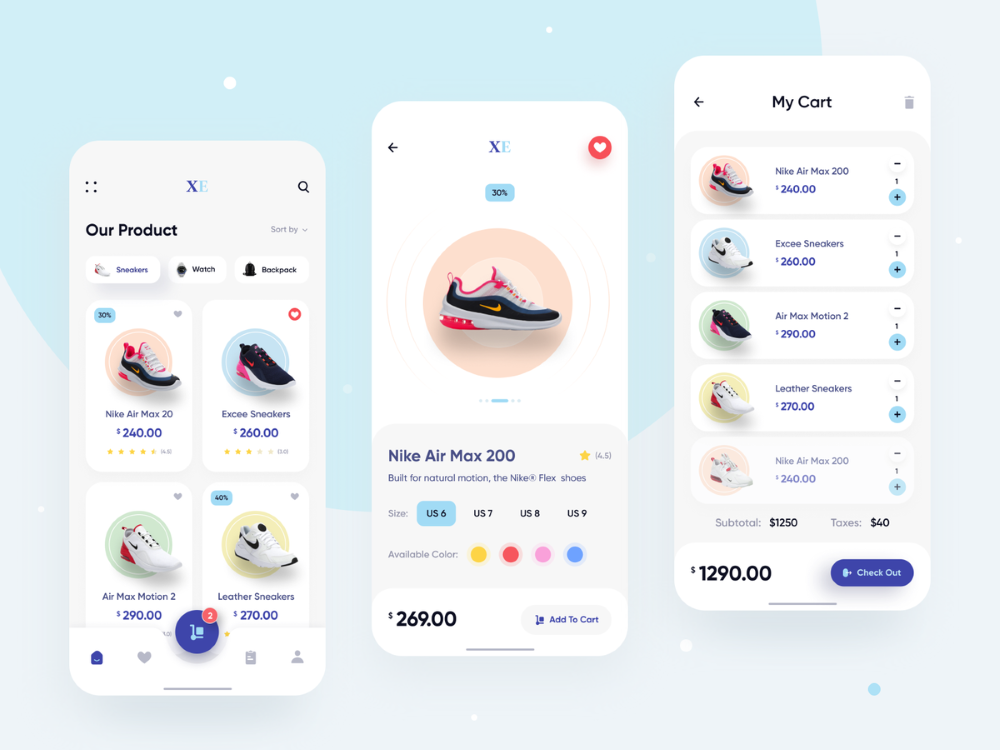 XE
Our Product
Sort by
Sneakers
Watch
Backpack
30%
Nike Air Max 20
$ 240.00
(4.5)
Excee Sneakers
$ 260.00
(3.0)
Air Max Motion 2
$ 290.00
40%
Leather Sneakers
$ 270.00
2
XE
30%
Nike Air Max 200
(4.5)
Built for natural motion, the Nike® Flex shoes
Size:
US 6
US 7
US 8
US 9
Available Color:
$ 269.00
Add To Cart
My Cart
Nike Air Max 200
$ 240.00
− 1 +
Excee Sneakers
$ 260.00
− 1 +
Air Max Motion 2
$ 290.00
− 1 +
Leather Sneakers
$ 270.00
− 1 +
Nike Air Max 200
$ 240.00
− 1 +
Subtotal: $1250
Taxes: $40
$ 1290.00
Check Out